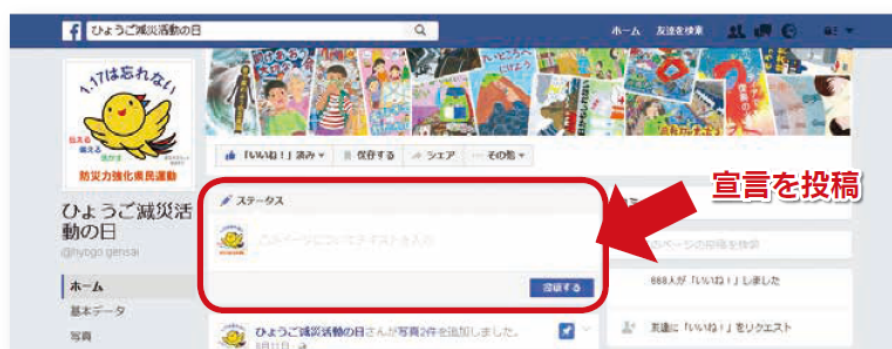 ひょうご減災活動の日
ホーム 友達を検索
1.17は忘れない
伝える
備える
活かす
防災力強化県民運動
「いいね！」済み 保存する シェア その他
宣言を投稿
ステータス
ひょうご減災活
動の日
@hyogo.gensai
このページについてテキストを入力
このページの投稿を検索
投稿する
ホーム
668人が「いいね！」しました
基本データ
友達に「いいね！」をリクエスト
写真
ひょうご減災活動の日さんが写真2件を追加しました。
8月11日